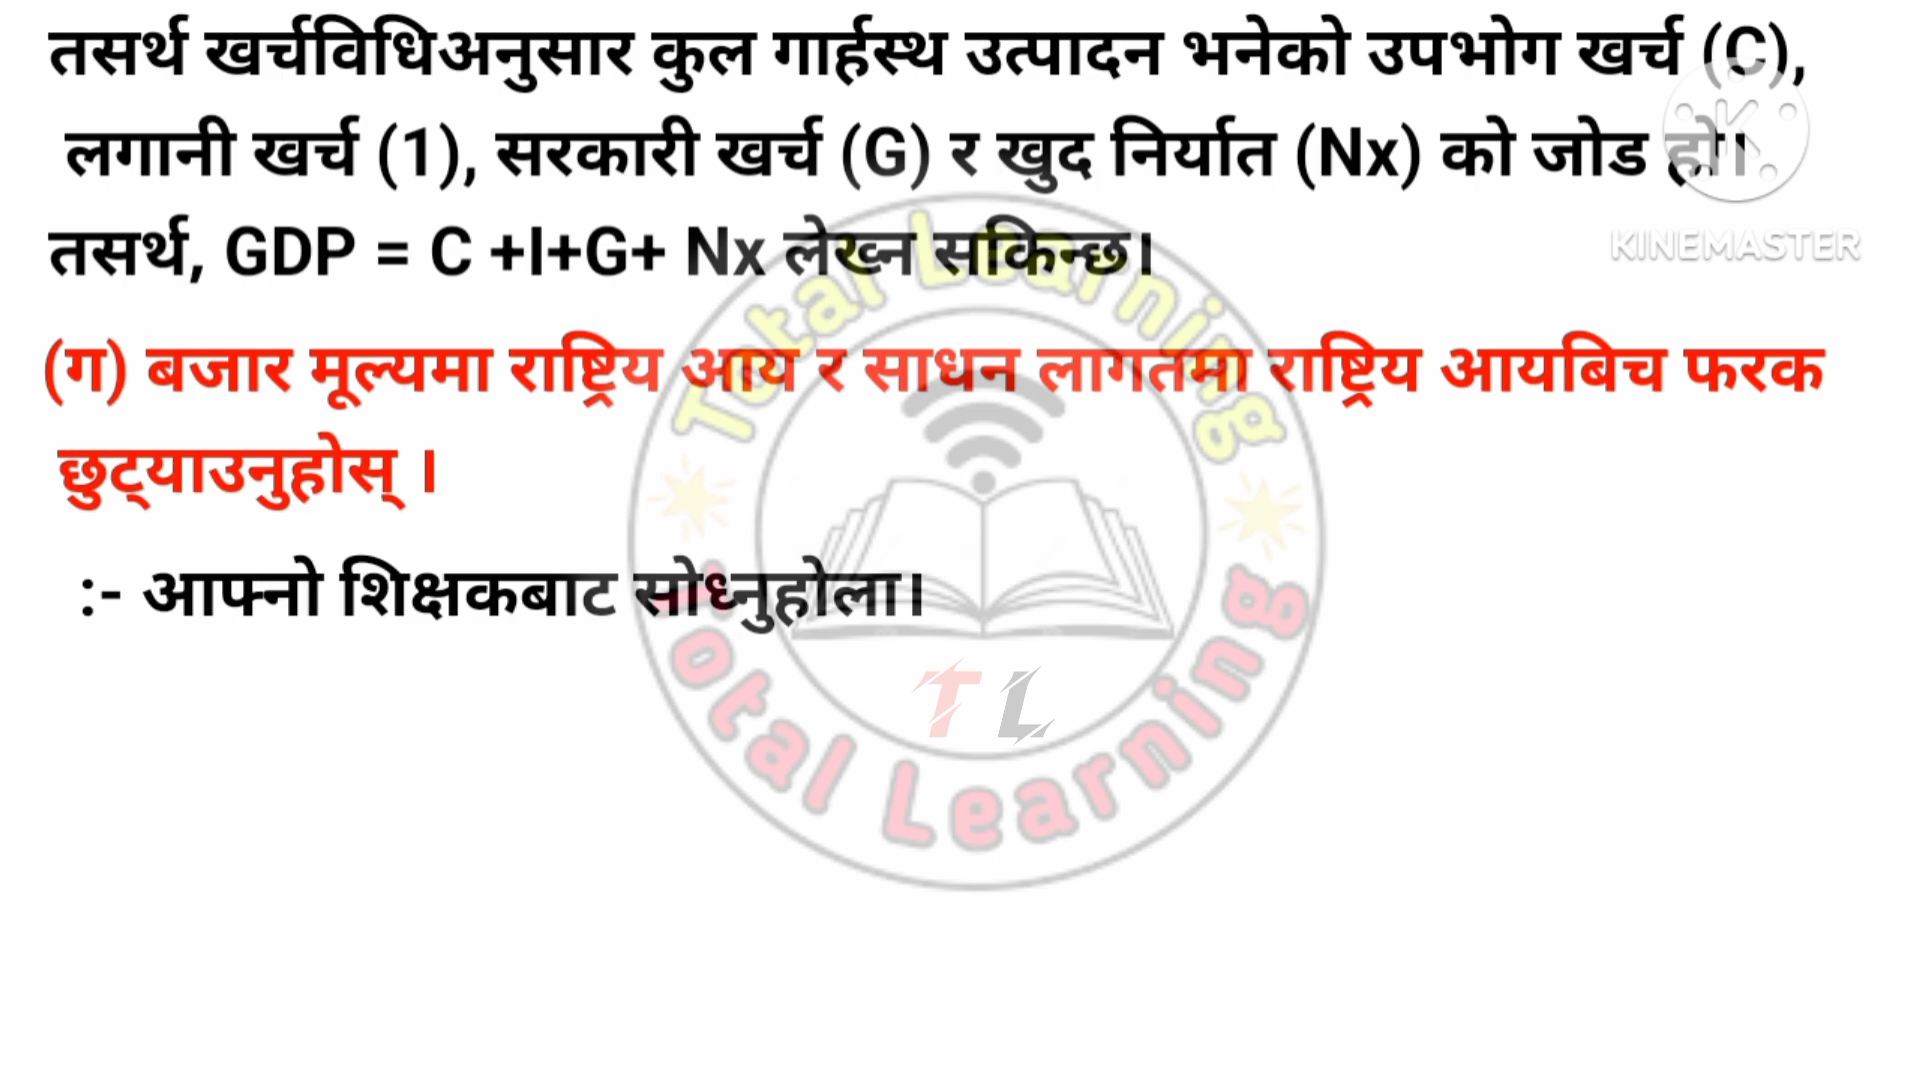 तसर्थ खर्चविधिअनुसार कुल गार्हस्थ उत्पादन भनेको उपभोग खर्च (C),
लगानी खर्च (1), सरकारी खर्च (G) र खुद निर्यात (Nx) को जोड हो।
KINEMASTER
तसर्थ, GDP = C +I+G+ Nx लेख्न सकिन्छ।
Total Learning
(ग) बजार मूल्यमा राष्ट्रिय आय र साधन लागतमा राष्ट्रिय आयबिच फरक
छुट्याउनुहोस् ।
:- आफ्नो शिक्षकबाट सोध्नुहोला।
TL
Total Learning